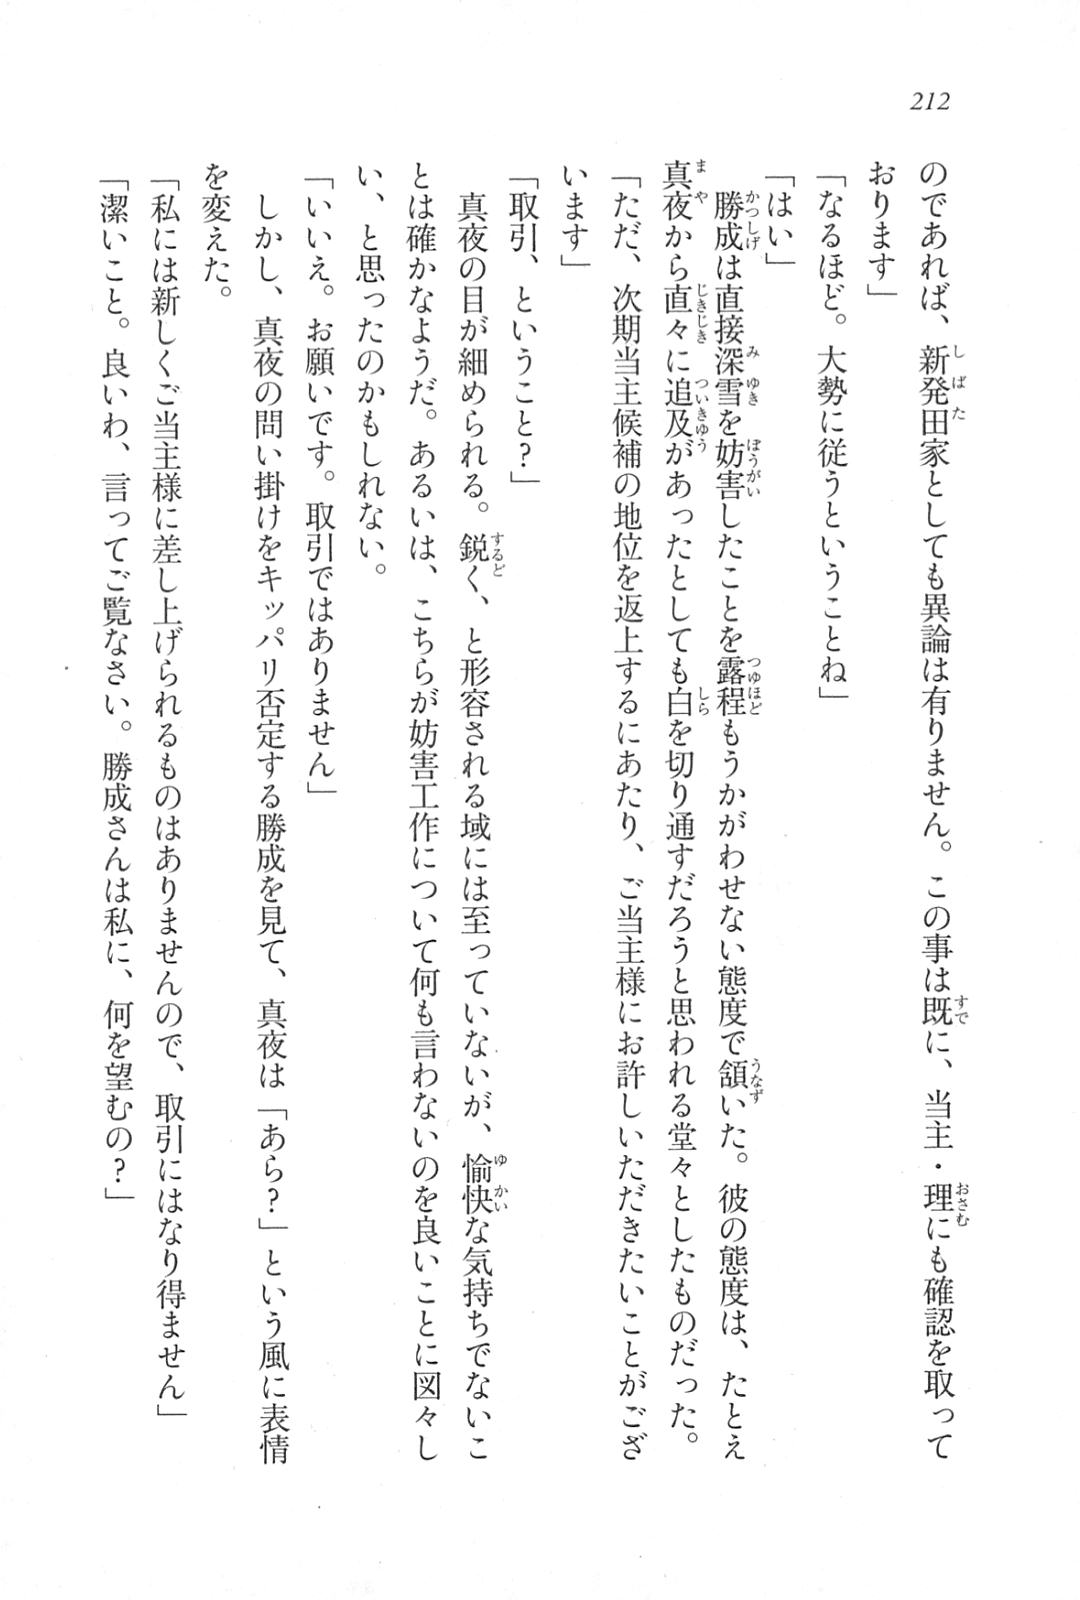 212
のであれば、新発田家としても異論は有りません。この事は既に、当主・理にも確認を取って
おります」
「なるほど。大勢に従うということね」
「はい」
　勝成は直接深雪を妨害したことを露程もうかがわせない態度で頷いた。彼の態度は、たとえ
真夜から直々に追及があったとしても白を切り通すだろうと思われる堂々としたものだった。
「ただ、次期当主候補の地位を返上するにあたり、ご当主様にお許しいただきたいことがござ
います」
「取引、ということ？」
　真夜の目が細められる。鋭く、と形容される域には至っていないが、愉快な気持ちでないこ
とは確かなようだ。あるいは、こちらが妨害工作について何も言わないのを良いことに図々し
い、と思ったのかもしれない。
「いいえ。お願いです。取引ではありません」
　しかし、真夜の問い掛けをキッパリ否定する勝成を見て、真夜は「あら？」という風に表情
を変えた。
「私には新しくご当主様に差し上げられるものはありませんので、取引にはなり得ません」
「潔いこと。良いわ、言ってご覧なさい。勝成さんは私に、何を望むの？」